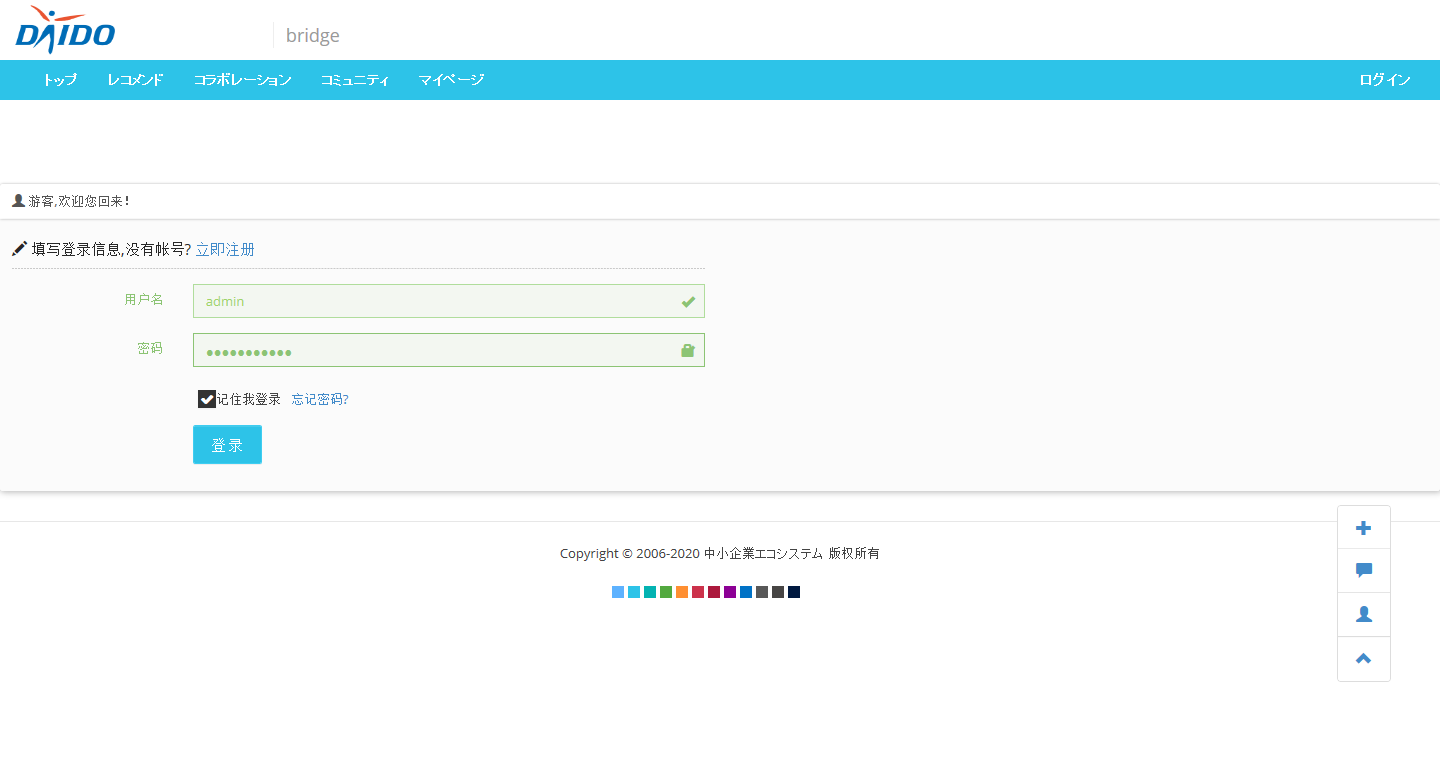 DAIDO
bridge
トップ レコメンド コラボレーション コミュニティ マイページ ログイン
游客,欢迎您回来!
填写登录信息,没有帐号? 立即注册
用户名 admin
密码 ●●●●●●●●●●●
记住我登录 忘记密码?
登 录
Copyright © 2006-2020 中小企業エコシステム 版权所有